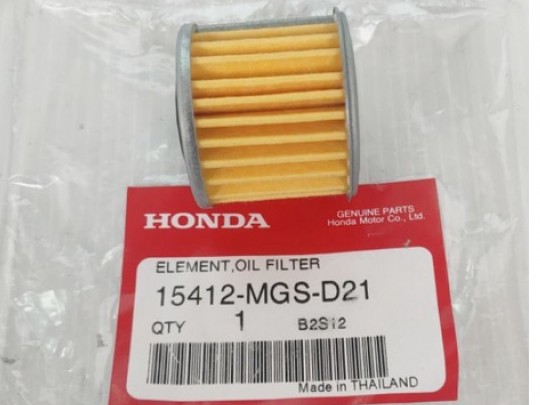 HONDA
GENUINE PARTS
Honda Motor Co., Ltd.
ELEMENT,OIL FILTER
15412-MGS-D21
QTY 1 B2S12
Made in THAILAND